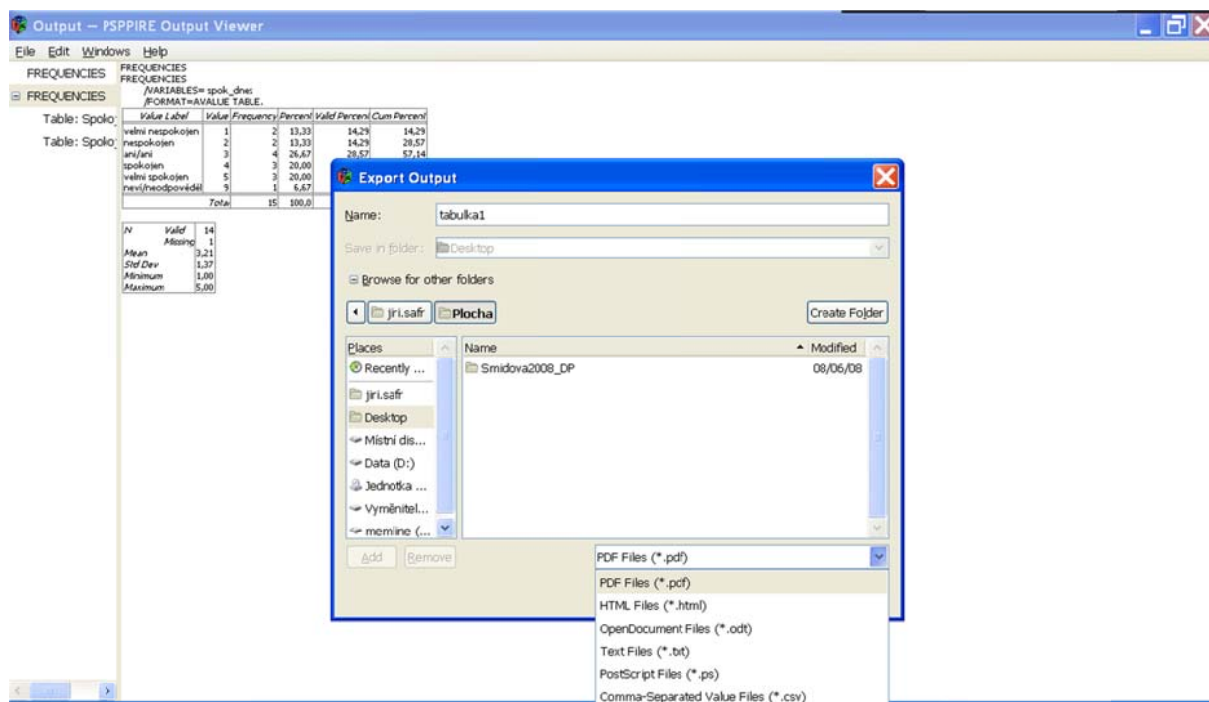 Output — PSPPIRE Output Viewer
File Edit Windows Help
FREQUENCIES
FREQUENCIES
Table: Spoko
Table: Spoko
FREQUENCIES
FREQUENCIES
/VARIABLES= spok_dnes
/FORMAT=AVALUE TABLE.
Value Label Value Frequency Percent Valid Percent Cum Percent
velmi nespokojen 1 2 13,33 14,29 14,29
nespokojen 2 2 13,33 14,29 28,57
ani/ani 3 4 26,67 28,57 57,14
spokojen 4 3 20,00
velmi spokojen 5 3 20,00
neví/neodpověděl 9 1 6,67
Total 15 100,0
N Valid 14
Missing 1
Mean 3,21
Std Dev 1,37
Minimum 1,00
Maximum 5,00
Export Output
Name: tabulka1
Save in folder: Desktop
Browse for other folders
jiri.safr Plocha Create Folder
Places
Recently ...
jiri.safr
Desktop
Místní dis...
Data (D:)
Jednotka ...
Vyměnitel...
memiine (...
Name Modified
Smidova2008_DP 08/06/08
Add Remove
PDF Files (*.pdf)
PDF Files (*.pdf)
HTML Files (*.html)
OpenDocument Files (*.odt)
Text Files (*.txt)
PostScript Files (*.ps)
Comma-Separated Value Files (*.csv)